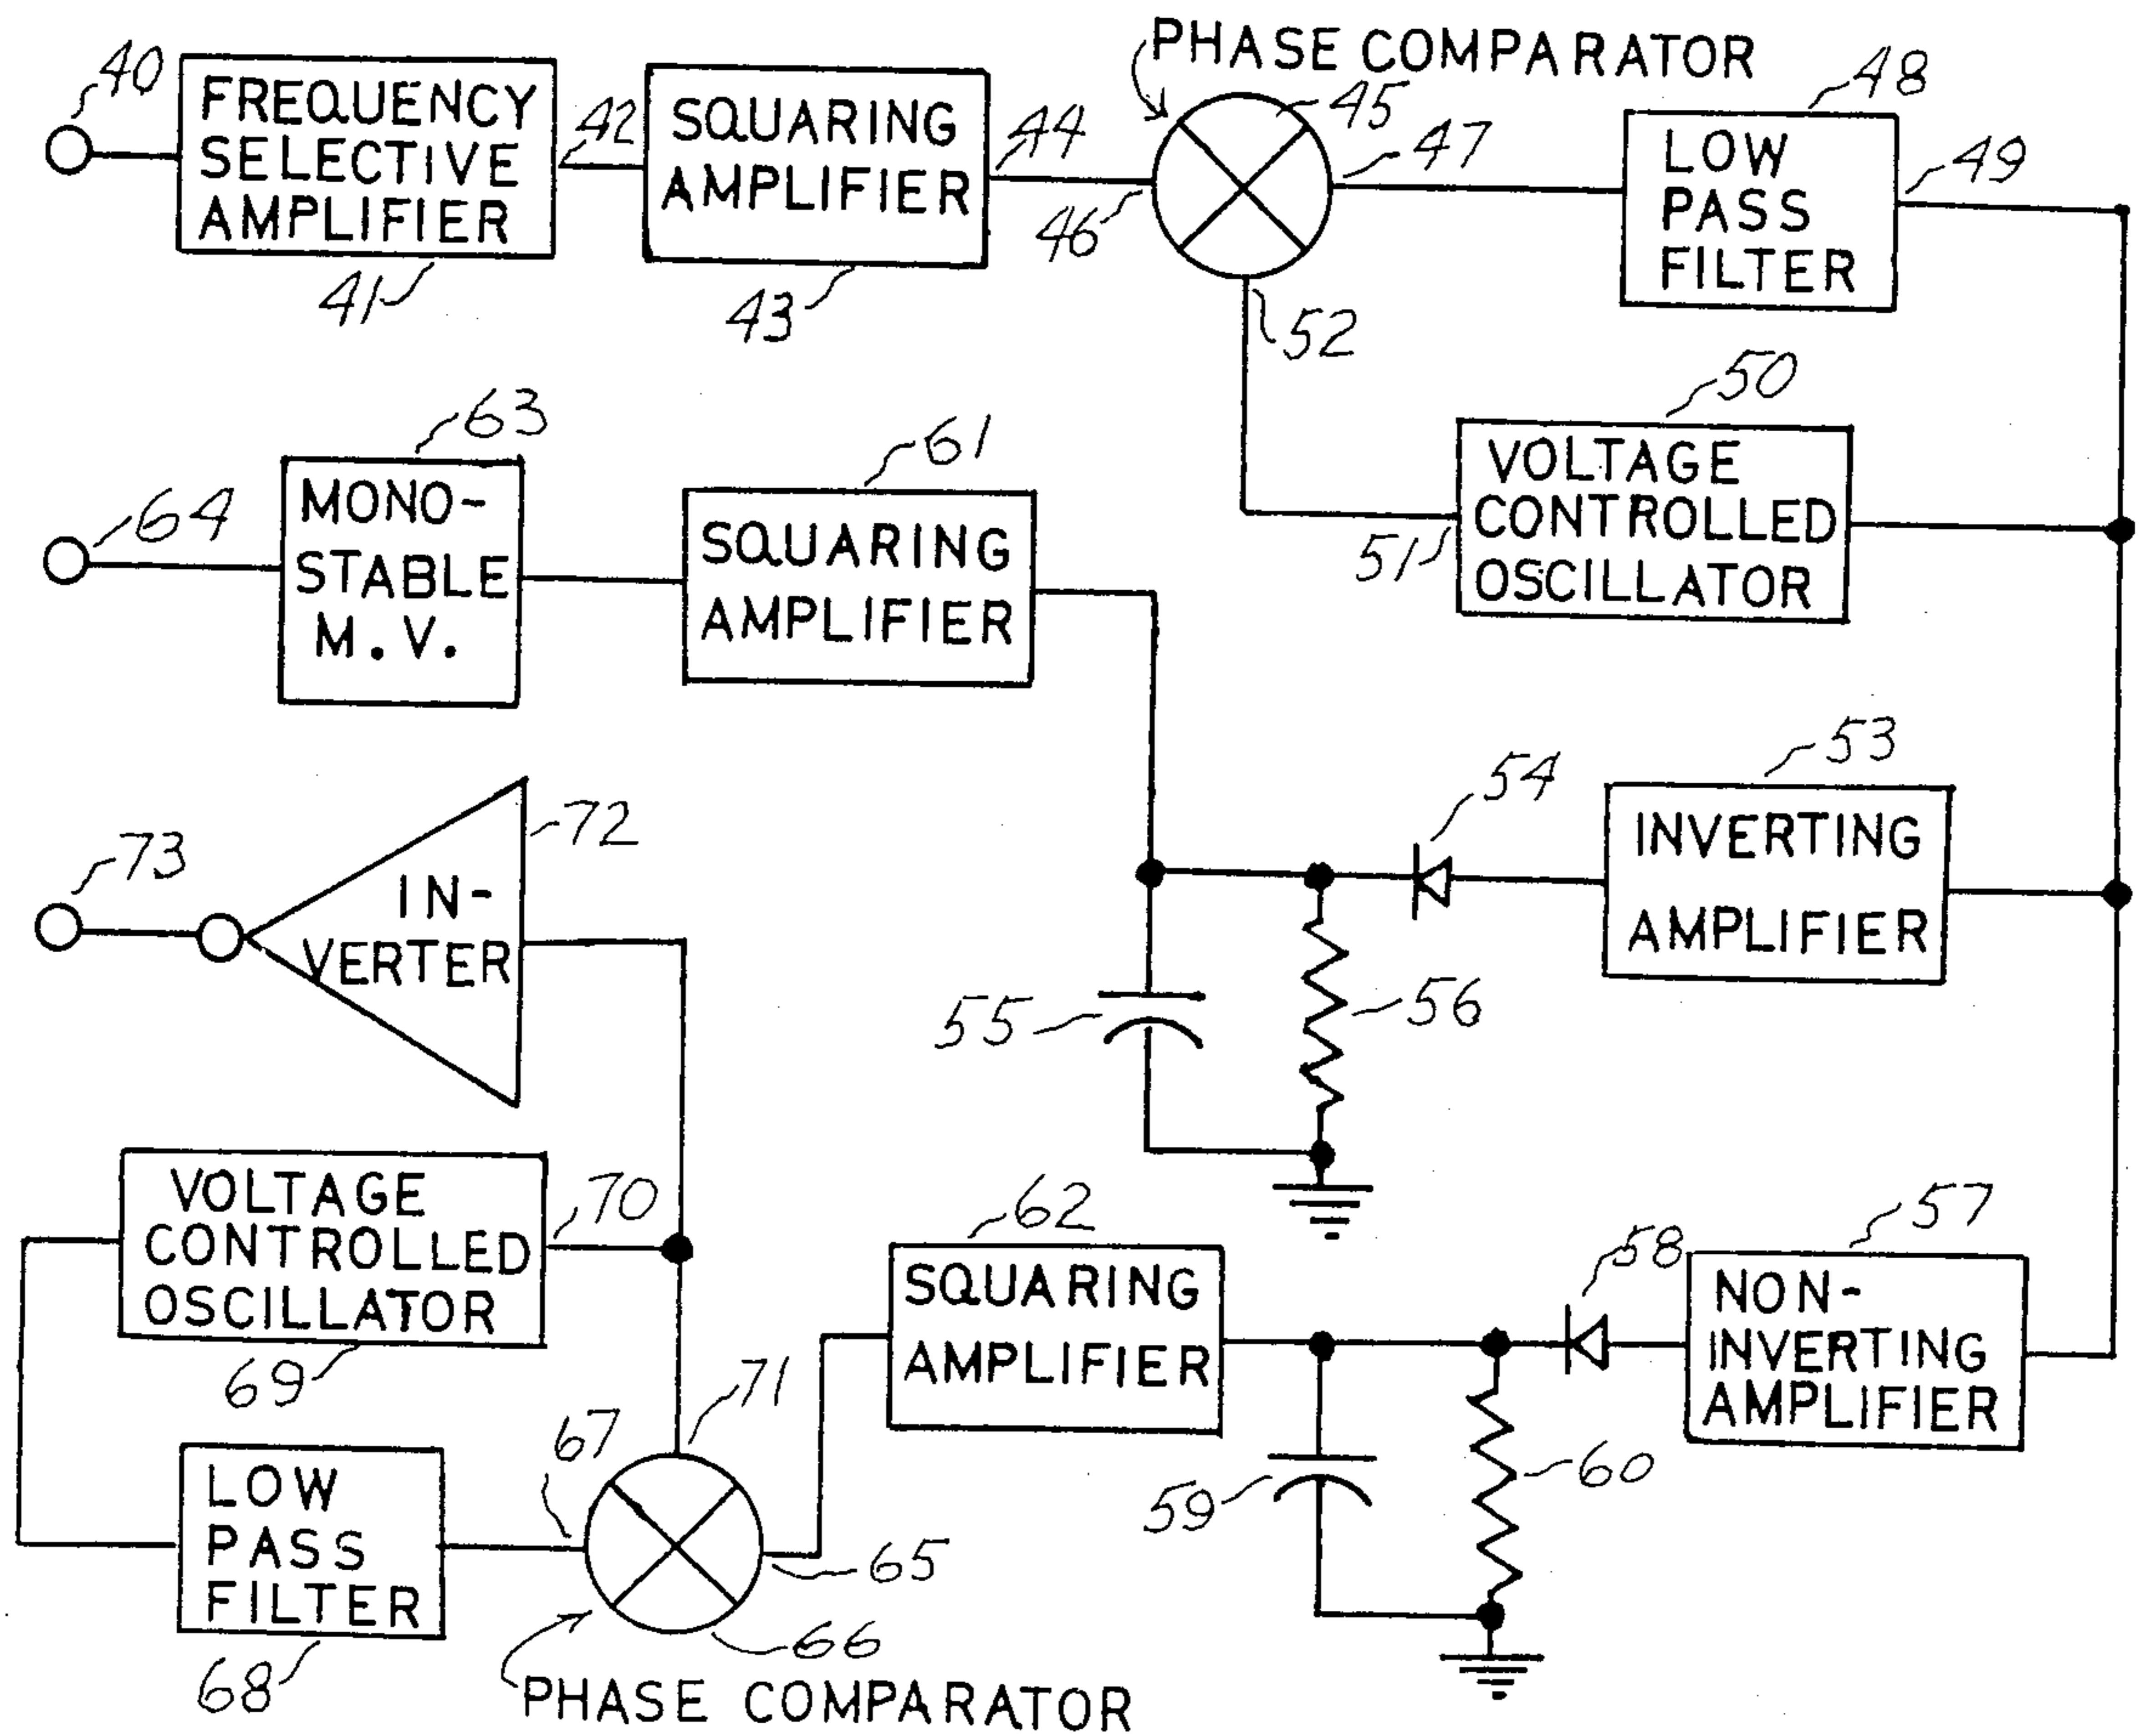 PHASE COMPARATOR
40
FREQUENCY
SELECTIVE
AMPLIFIER
41
42
SQUARING
AMPLIFIER
43
44
45
46
47
48
LOW
PASS
FILTER
49
52
50
VOLTAGE
CONTROLLED
OSCILLATOR
51
63
MONO-
STABLE
M.V.
64
61
SQUARING
AMPLIFIER
53
INVERTING
AMPLIFIER
54
55
56
72
73
IN-
VERTER
VOLTAGE
CONTROLLED
OSCILLATOR
70
69
62
SQUARING
AMPLIFIER
57
NON-
INVERTING
AMPLIFIER
58
59
60
71
67
LOW
PASS
FILTER
68
65
66
PHASE COMPARATOR